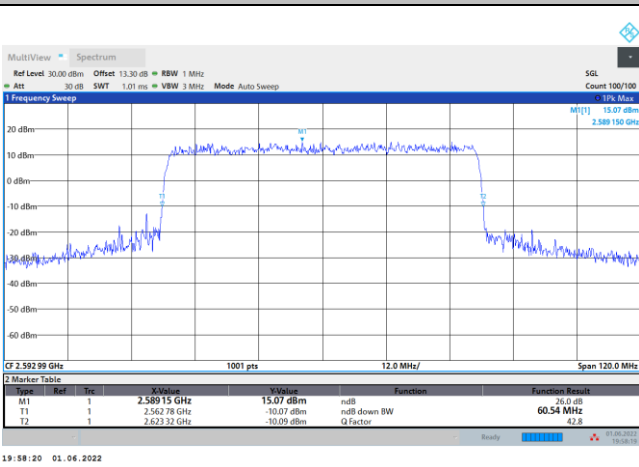 MultiView Spectrum
Ref Level 30.00 dBm Offset 13.30 dB RBW 1 MHz SGL
Att 30 dB SWT 1.01 ms VBW 3 MHz Mode Auto Sweep Count 100/100
1 Frequency Sweep 1Pk Max
M1[1] 15.07 dBm
2.589 150 GHz
M1
20 dBm
10 dBm
0 dBm
T1 T2
-10 dBm
-20 dBm
-30 dBm
-40 dBm
-50 dBm
-60 dBm
CF 2.592 99 GHz 1001 pts 12.0 MHz/ Span 120.0 MHz
2 Marker Table
Type Ref Trc X-Value Y-Value Function Function Result
M1 1 2.589 15 GHz 15.07 dBm ndB 26.0 dB
T1 1 2.562 78 GHz -10.07 dBm ndB down BW 60.54 MHz
T2 1 2.623 32 GHz -10.09 dBm Q Factor 42.8
Ready 01.06.2022
19:58:19
19:58:20 01.06.2022